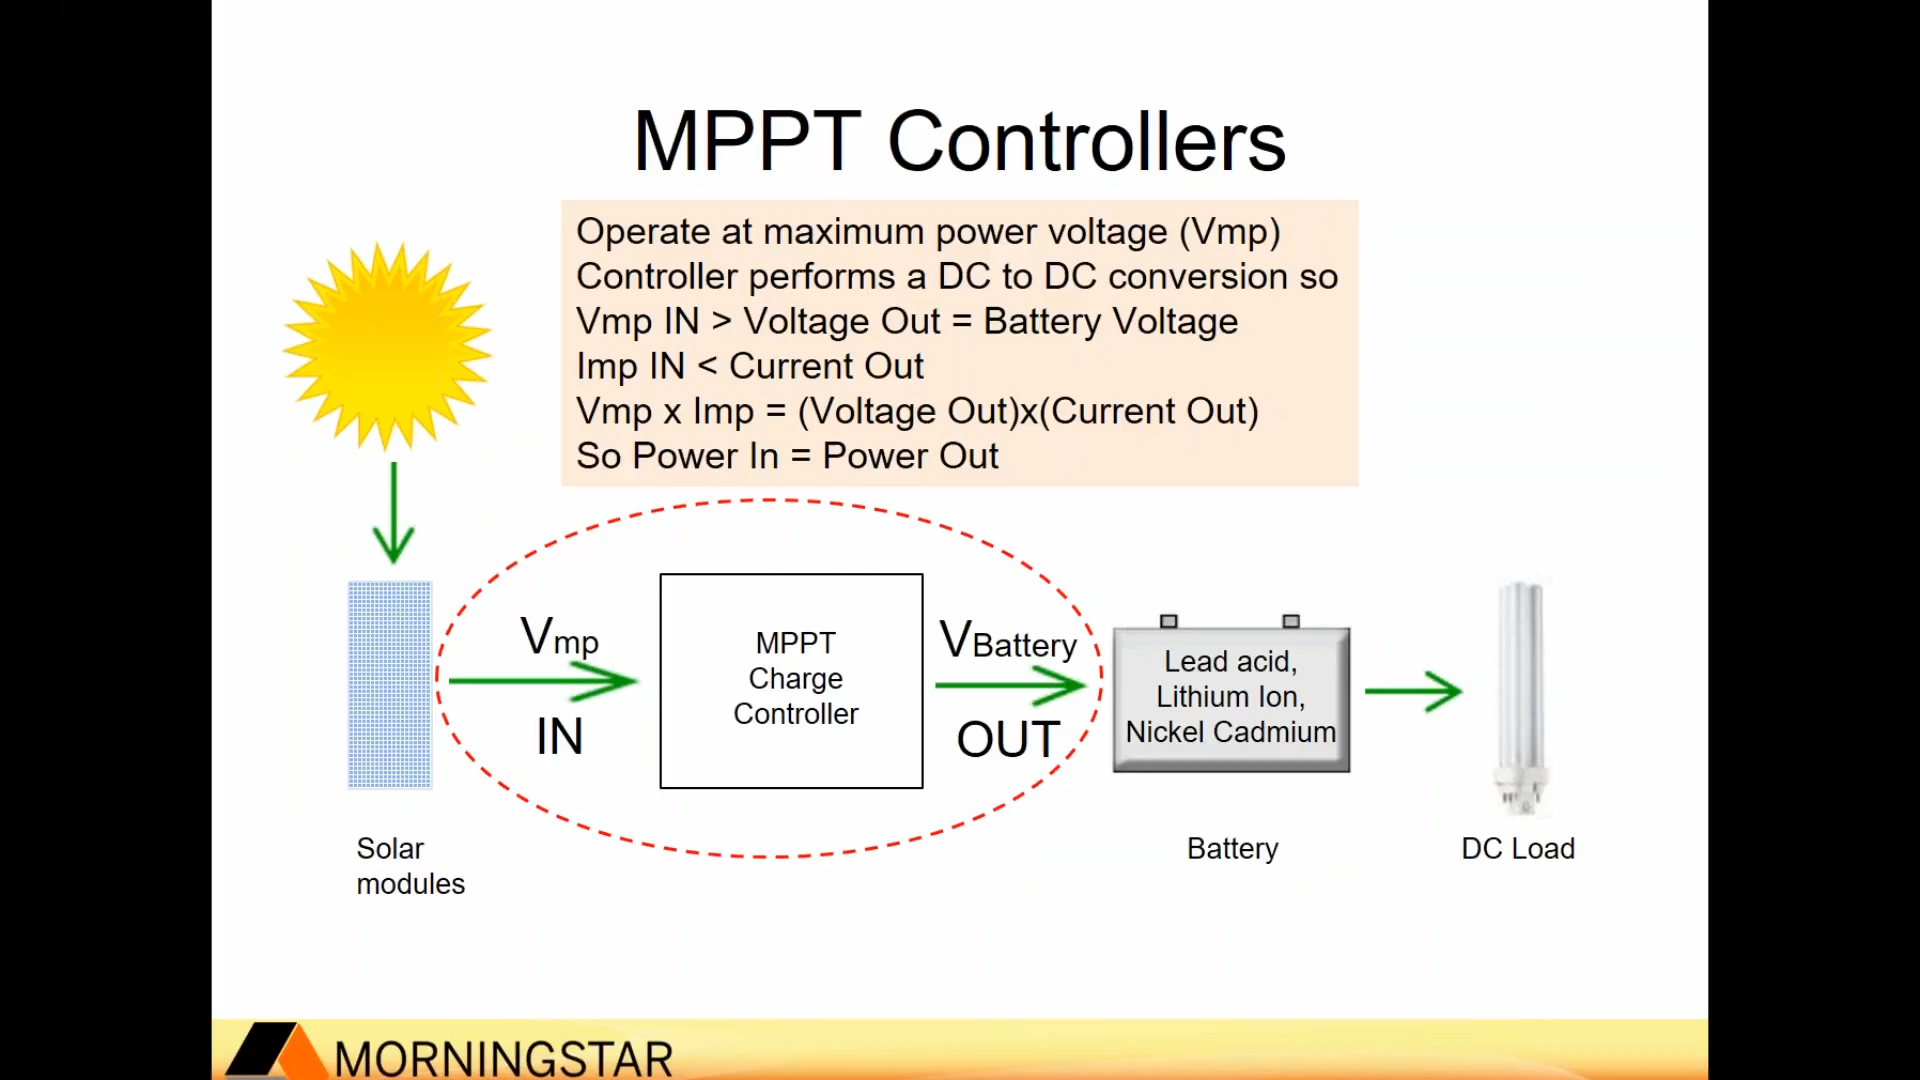 MPPT Controllers
Operate at maximum power voltage (Vmp)
Controller performs a DC to DC conversion so
Vmp IN > Voltage Out = Battery Voltage
Imp IN < Current Out
Vmp x Imp = (Voltage Out)x(Current Out)
So Power In = Power Out
Vmp
IN
MPPT
Charge
Controller
VBattery
OUT
Lead acid,
Lithium Ion,
Nickel Cadmium
Solar
modules
Battery
DC Load
MORNINGSTAR